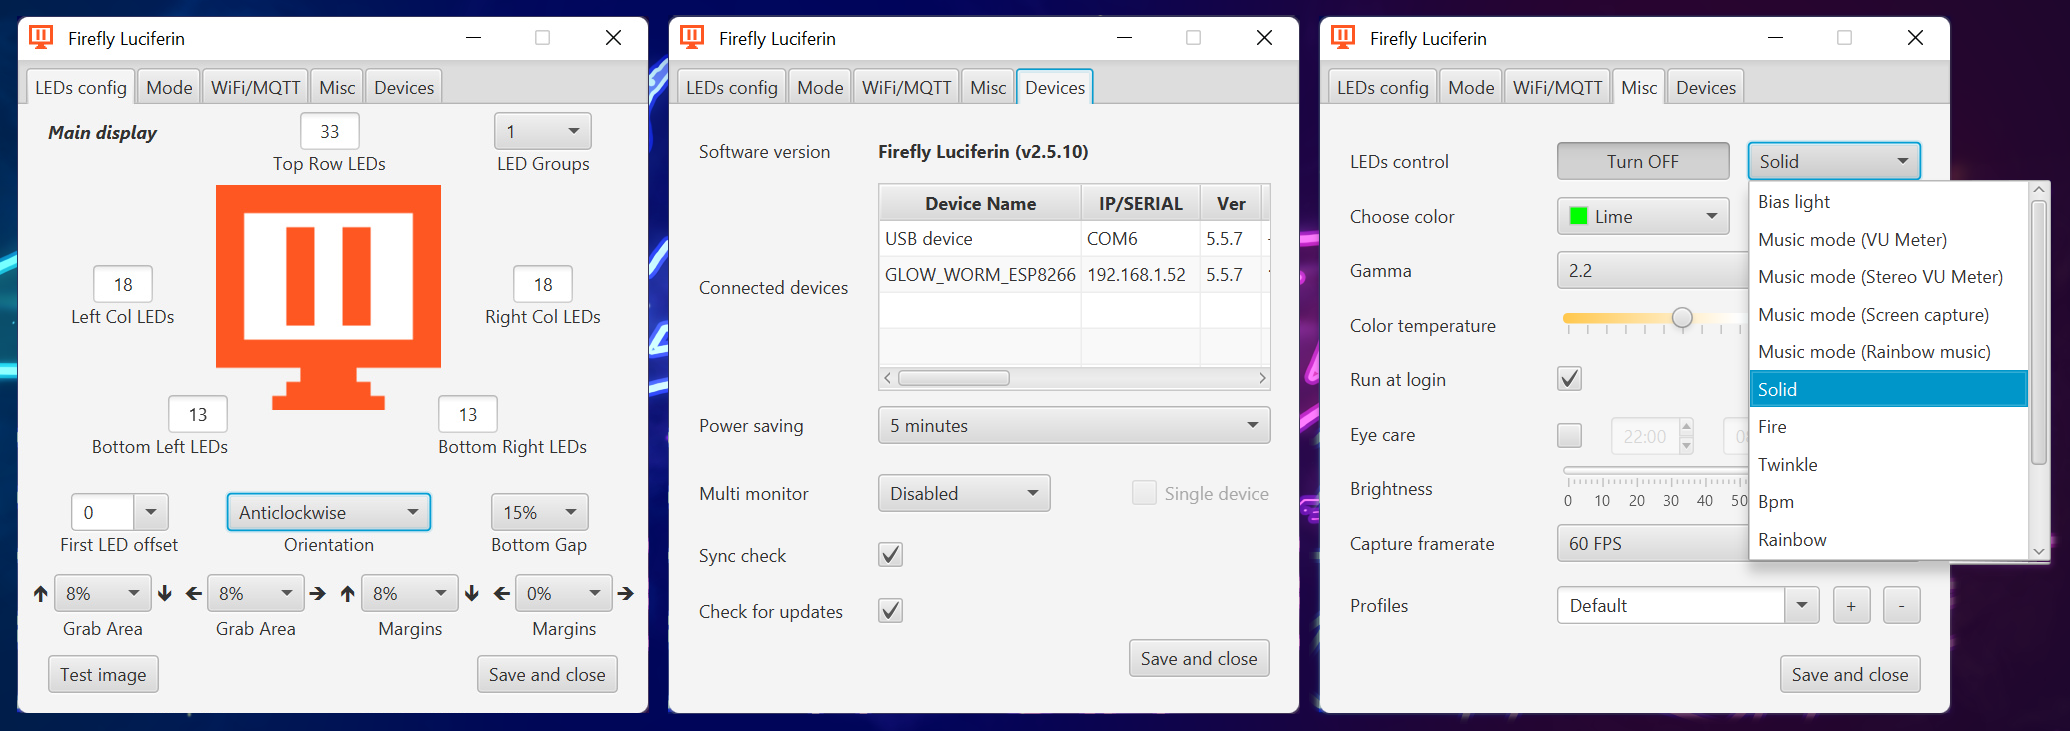 Firefly Luciferin
LEDs config Mode WiFi/MQTT Misc Devices
Main display
33
Top Row LEDs
1
LED Groups
18
Left Col LEDs
18
Right Col LEDs
13
Bottom Left LEDs
13
Bottom Right LEDs
0
First LED offset
Anticlockwise
Orientation
15%
Bottom Gap
8% 8% 8% 0%
Grab Area Grab Area Margins Margins
Test image Save and close
Firefly Luciferin
LEDs config Mode WiFi/MQTT Misc Devices
Software version Firefly Luciferin (v2.5.10)
Connected devices
Device Name IP/SERIAL Ver
USB device COM6 5.5.7
GLOW_WORM_ESP8266 192.168.1.52 5.5.7
Power saving 5 minutes
Multi monitor Disabled Single device
Sync check
Check for updates
Save and close
Firefly Luciferin
LEDs config Mode WiFi/MQTT Misc Devices
LEDs control Turn OFF Solid
Choose color Lime
Gamma 2.2
Color temperature
Run at login
Eye care 22:00
Brightness
0 10 20 30 40
Capture framerate 60 FPS
Profiles Default + -
Save and close
Bias light
Music mode (VU Meter)
Music mode (Stereo VU Meter)
Music mode (Screen capture)
Music mode (Rainbow music)
Solid
Fire
Twinkle
Bpm
Rainbow